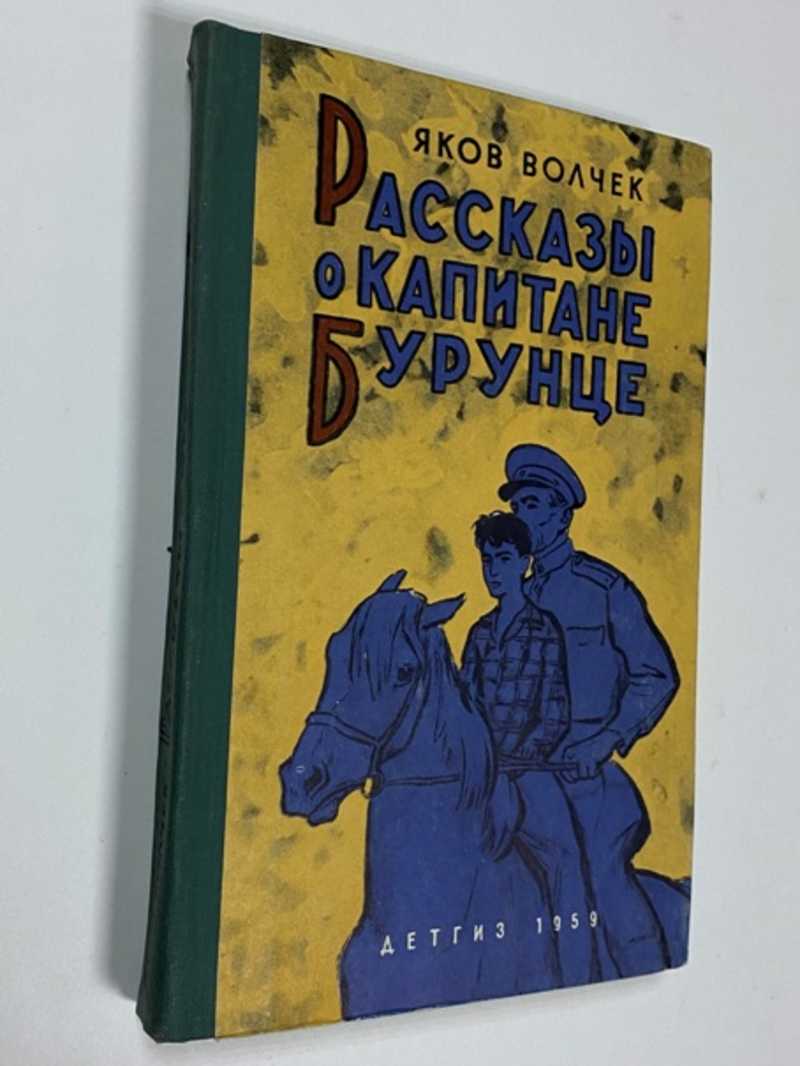 ЯКОВ ВОЛЧЕК
РАССКАЗЫ
О КАПИТАНЕ
БУРУНЦЕ
ДЕТГИЗ 1959